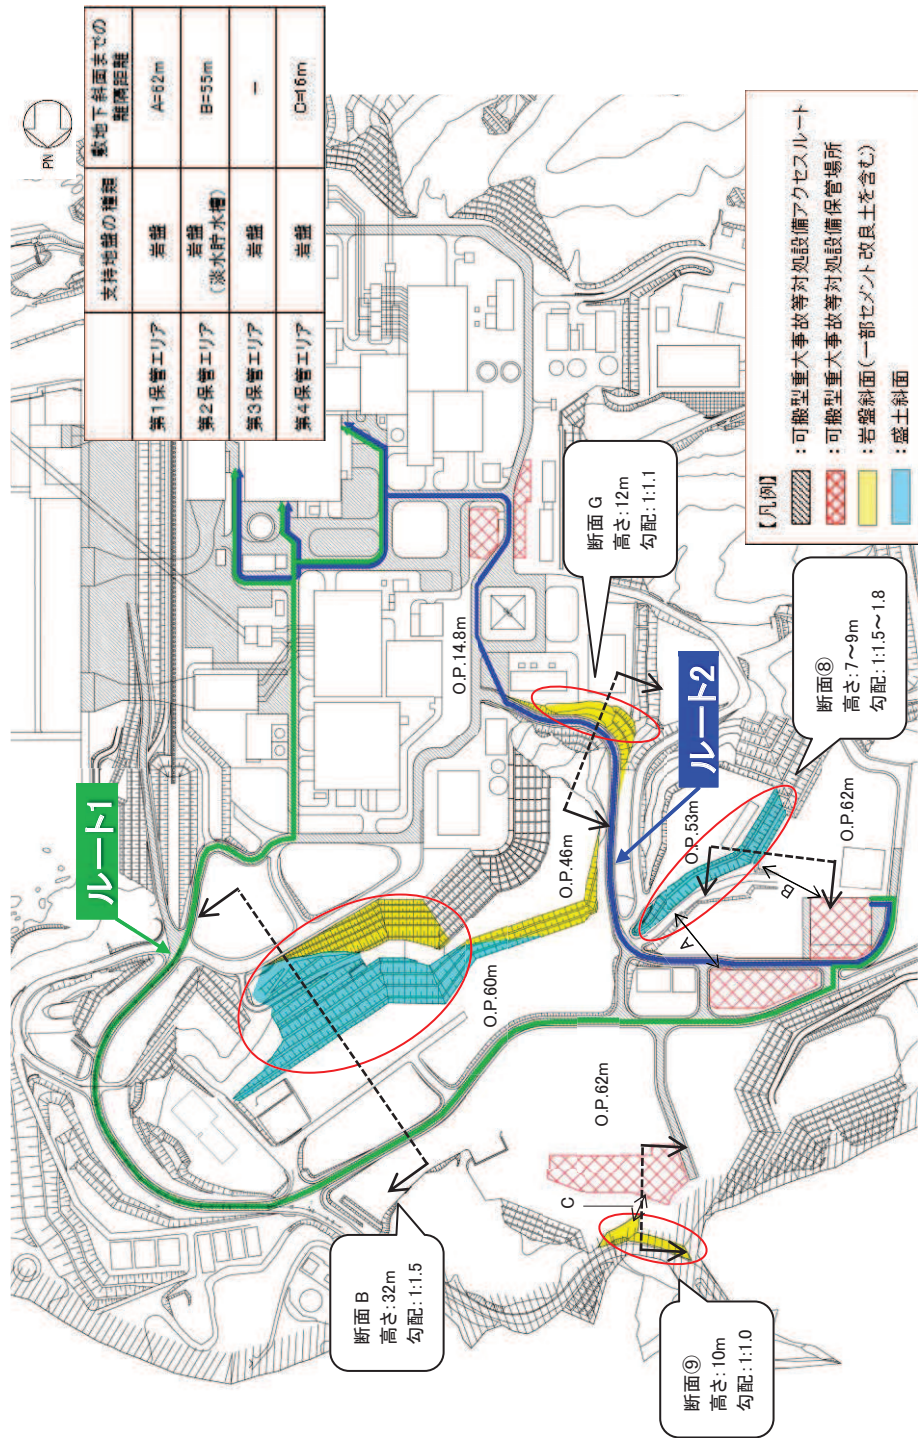 PN
支持地盤の種類
敷地下斜面までの
離隔距離
第1保管エリア
岩盤
A=62m
第2保管エリア
岩盤
(淡水貯水槽)
B=55m
第3保管エリア
岩盤
－
第4保管エリア
岩盤
C=16m
【凡例】
：可搬型重大事故等対処設備アクセスルート
：可搬型重大事故等対処設備保管場所
：岩盤斜面(一部セメント改良土を含む)
：盛土斜面
ルート1
ルート2
断面 G
高さ: 12m
勾配: 1:1.1
断面⑧
高さ: 7～9m
勾配: 1:1.5～1.8
断面 B
高さ: 32m
勾配: 1:1.5
断面⑨
高さ: 10m
勾配: 1:1.0
O.P.14.8m
O.P.46m
O.P.53m
O.P.62m
O.P.60m
O.P.62m
A
B
C